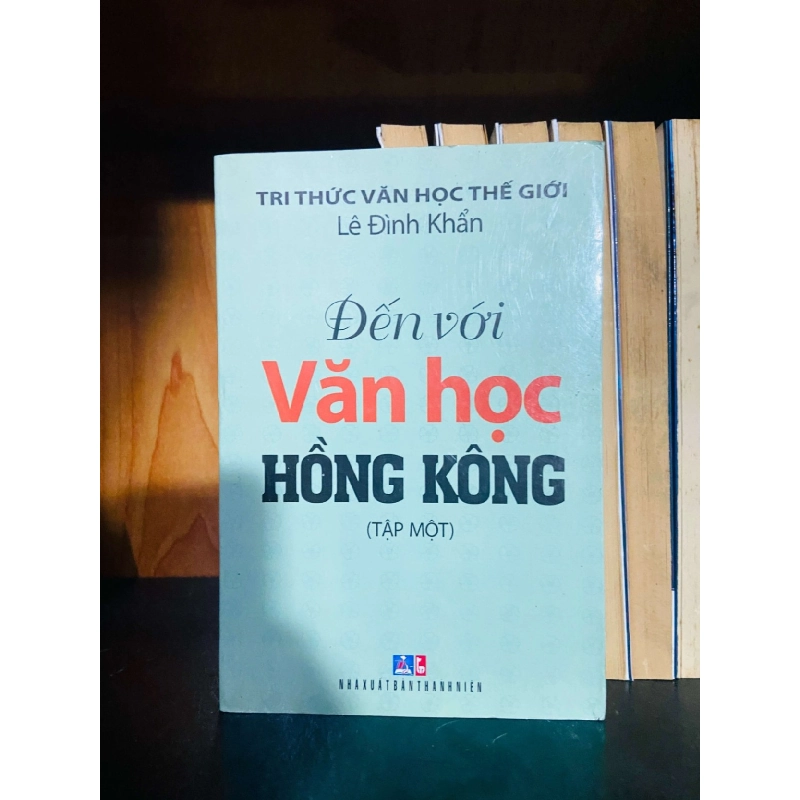 TRI THỨC VĂN HỌC THẾ GIỚI
Lê Đình Khẩn
Đến với
Văn học
HỒNG KÔNG
(TẬP MỘT)
NHÀ XUẤT BẢN THANH NIÊN